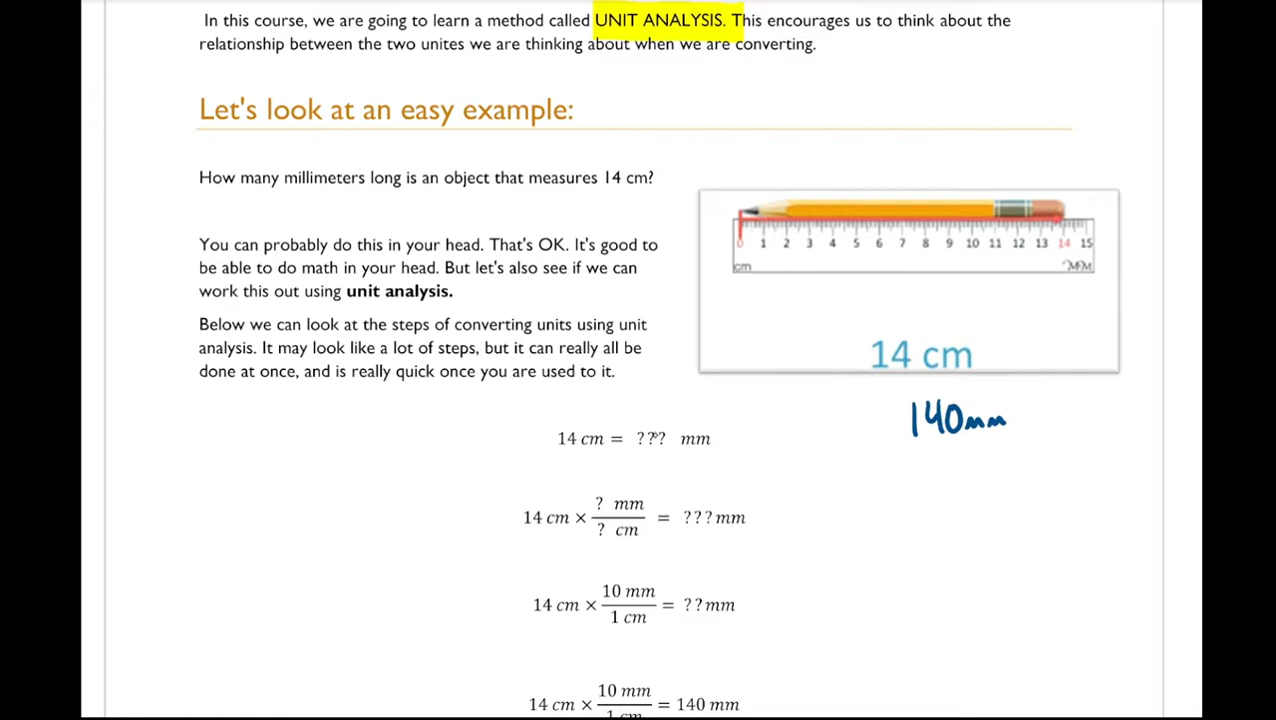 In this course, we are going to learn a method called UNIT ANALYSIS. This encourages us to think about the
relationship between the two unites we are thinking about when we are converting.
Let's look at an easy example:
How many millimeters long is an object that measures 14 cm?
You can probably do this in your head. That's OK. It's good to
be able to do math in your head. But let's also see if we can
work this out using unit analysis.
Below we can look at the steps of converting units using unit
analysis. It may look like a lot of steps, but it can really all be
done at once, and is really quick once you are used to it.
0 1 2 3 4 5 6 7 8 9 10 11 12 13 14 15
cm MM
14 cm
140mm
14 cm = ??? mm
14 cm × ? mm / ? cm = ???mm
14 cm × 10 mm / 1 cm = ??mm
14 cm × 10 mm / 1 cm = 140 mm